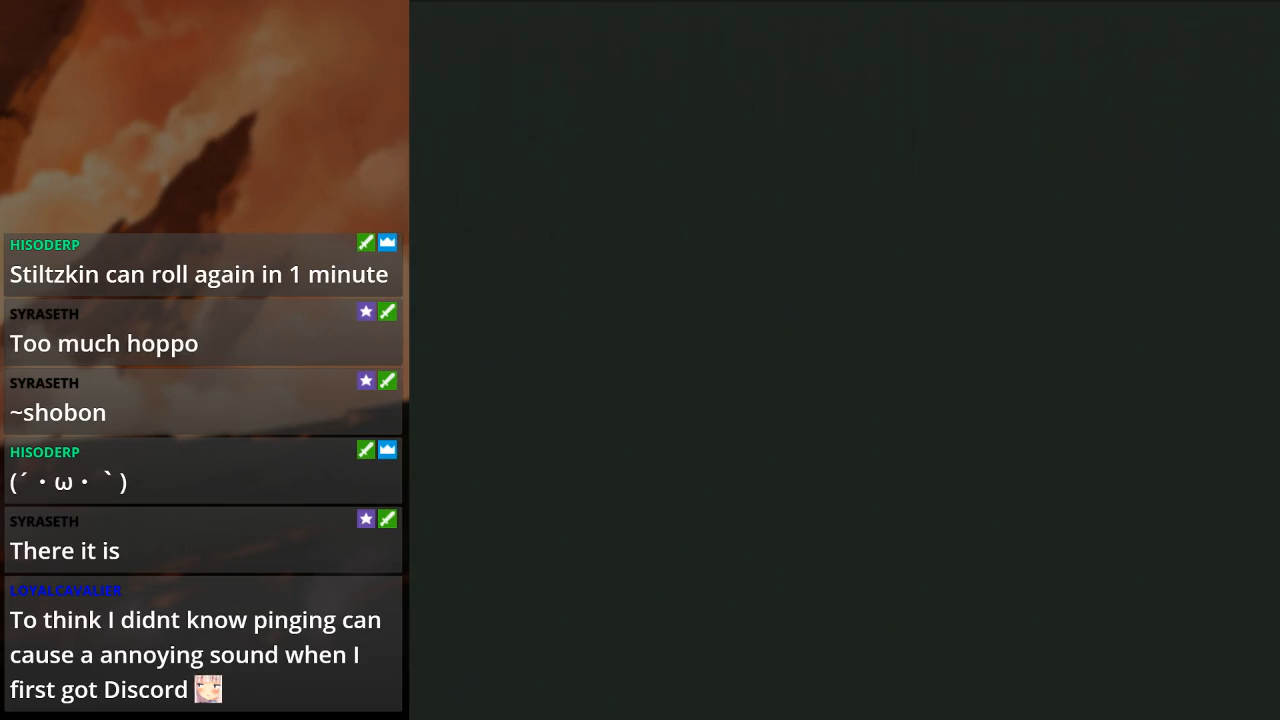 HISODERP
Stiltzkin can roll again in 1 minute
SYRASETH
Too much hoppo
SYRASETH
~shobon
HISODERP
(´・ω・｀)
SYRASETH
There it is
LOYALCAVALIER
To think I didnt know pinging can
cause a annoying sound when I
first got Discord